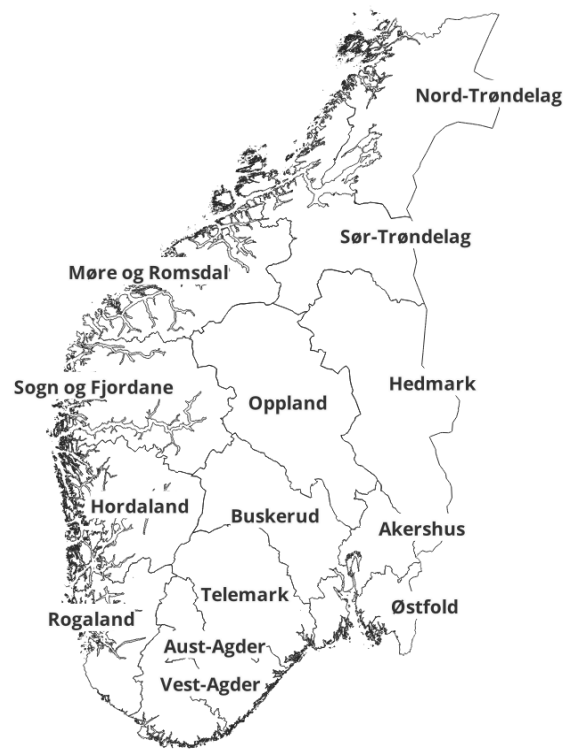 Nord-Trøndelag
Sør-Trøndelag
Møre og Romsdal
Sogn og Fjordane
Hedmark
Oppland
Hordaland
Buskerud
Akershus
Telemark
Østfold
Rogaland
Aust-Agder
Vest-Agder